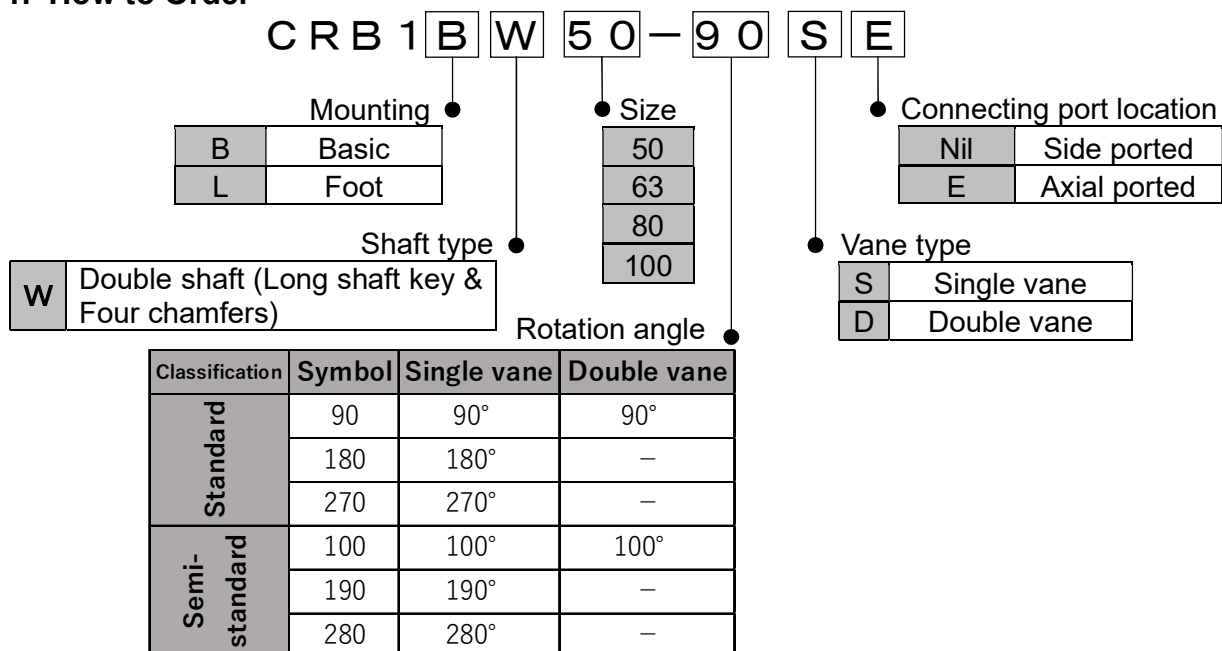 How to Order
CRB1BW 50-90 S E
Mounting
B Basic
L Foot
Size
50
63
80
100
Connecting port location
Nil Side ported
E Axial ported
Shaft type
W Double shaft (Long shaft key &
Four chamfers)
Vane type
S Single vane
D Double vane
Rotation angle
Classification Symbol Single vane Double vane
Standard
90 90° 90°
180 180° −
270 270° −
Semi-
standard
100 100° 100°
190 190° −
280 280° −